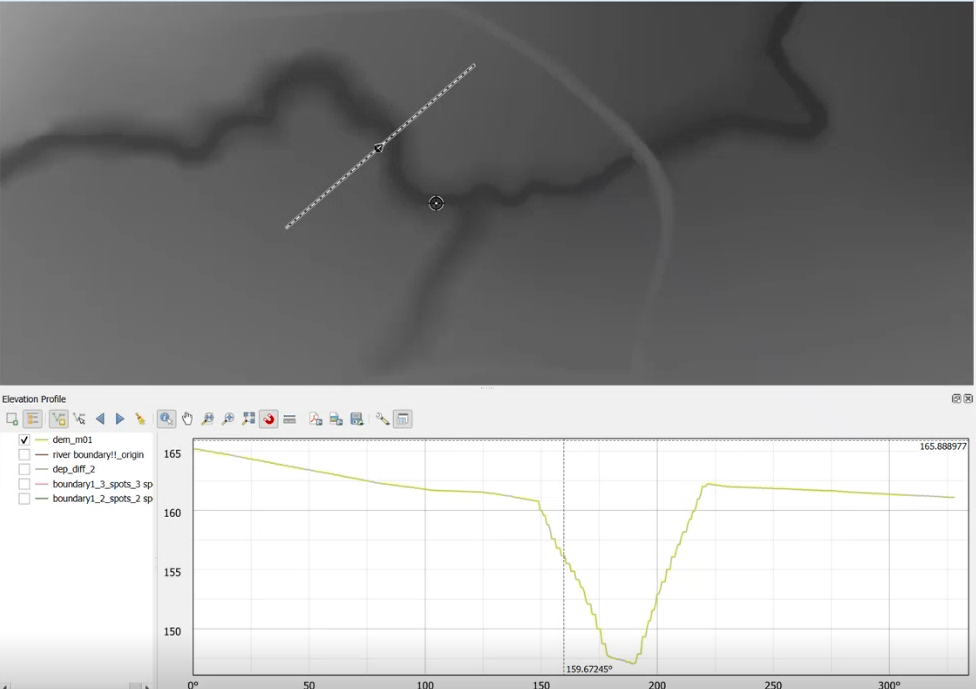 Elevation Profile
dem_m01
river boundary!!_origin
dep_diff_2
boundary1_3_spots_3 sp
boundary1_2_spots_2 sp
165.888977
165
160
155
150
159.67245°
0° 50 100 150 200 250 300°